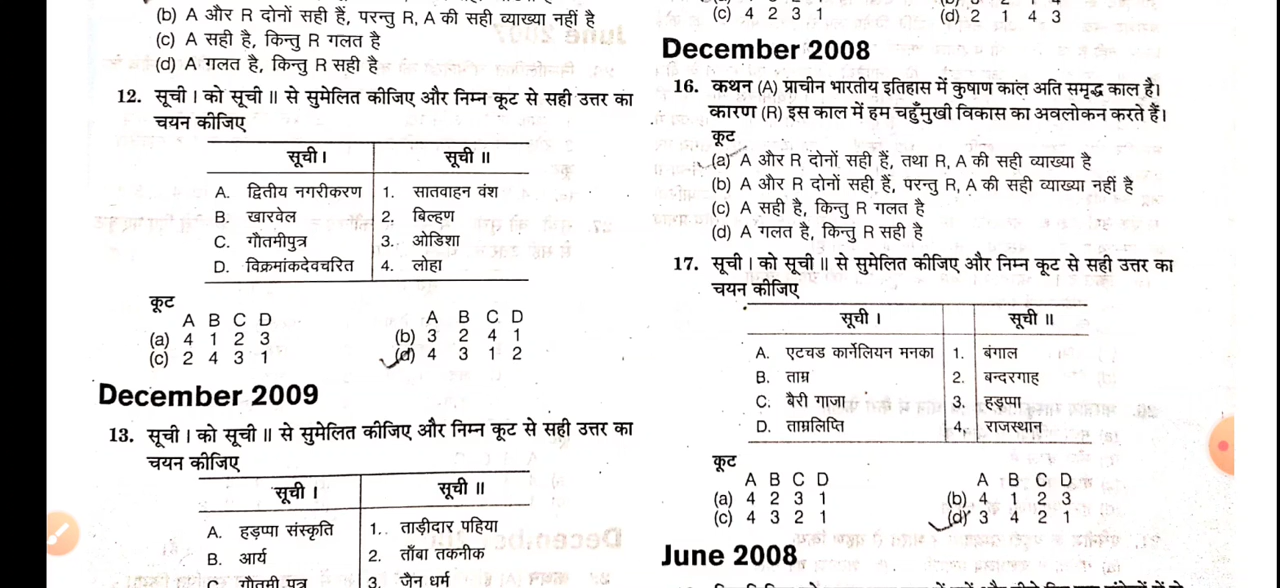 (b) A और R दोनों सही हैं, परन्तु R, A की सही व्याख्या नहीं है
(c) A सही है, किन्तु R गलत है
(d) A गलत है, किन्तु R सही है
12. सूची I को सूची II से सुमेलित कीजिए और निम्न कूट से सही उत्तर का
चयन कीजिए
सूची I सूची II
A. द्वितीय नगरीकरण 1. सातवाहन वंश
B. खारवेल 2. बिल्हण
C. गौतमीपुत्र 3. ओडिशा
D. विक्रमांकदेवचरित 4. लोहा
कूट
A B C D A B C D
(a) 4 1 2 3 (b) 3 2 4 1
(c) 2 4 3 1 (d) 4 3 1 2
December 2009
13. सूची I को सूची II से सुमेलित कीजिए और निम्न कूट से सही उत्तर का
चयन कीजिए
सूची I सूची II
A. हड़प्पा संस्कृति 1. ताड़ीदार पहिया
B. आर्य 2. ताँबा तकनीक
C गौतमी पुत्र 3. जैन धर्म
(c) 4 2 3 1 (d) 2 1 4 3
December 2008
16. कथन (A) प्राचीन भारतीय इतिहास में कुषाण काल अति समृद्ध काल है।
कारण (R) इस काल में हम चहुँमुखी विकास का अवलोकन करते हैं।
कूट
(a) A और R दोनों सही हैं, तथा R, A की सही व्याख्या है
(b) A और R दोनों सही हैं, परन्तु R, A की सही व्याख्या नहीं है
(c) A सही है, किन्तु R गलत है
(d) A गलत है, किन्तु R सही है
17. सूची I को सूची II से सुमेलित कीजिए और निम्न कूट से सही उत्तर का
चयन कीजिए
सूची I सूची II
A. एटचड कार्नेलियन मनका 1. बंगाल
B. ताम्र 2. बन्दरगाह
C. बैरी गाजा 3. हड़प्पा
D. ताम्रलिप्ति 4. राजस्थान
कूट
A B C D A B C D
(a) 4 2 3 1 (b) 4 1 2 3
(c) 4 3 2 1 (d) 3 4 2 1
June 2008